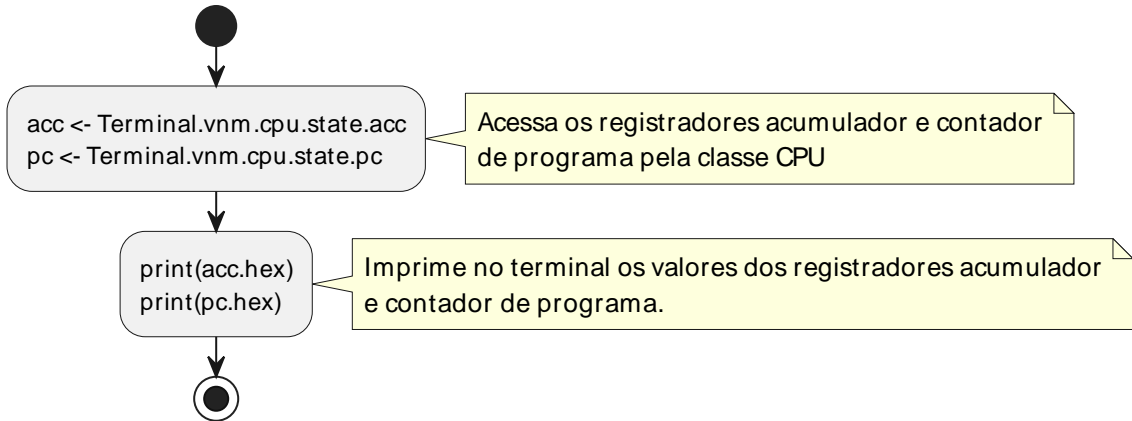 acc <- Terminal.vnm.cpu.state.acc
pc <- Terminal.vnm.cpu.state.pc
Acessa os registradores acumulador e contador
de programa pela classe CPU
print(acc.hex)
print(pc.hex)
Imprime no terminal os valores dos registradores acumulador
e contador de programa.